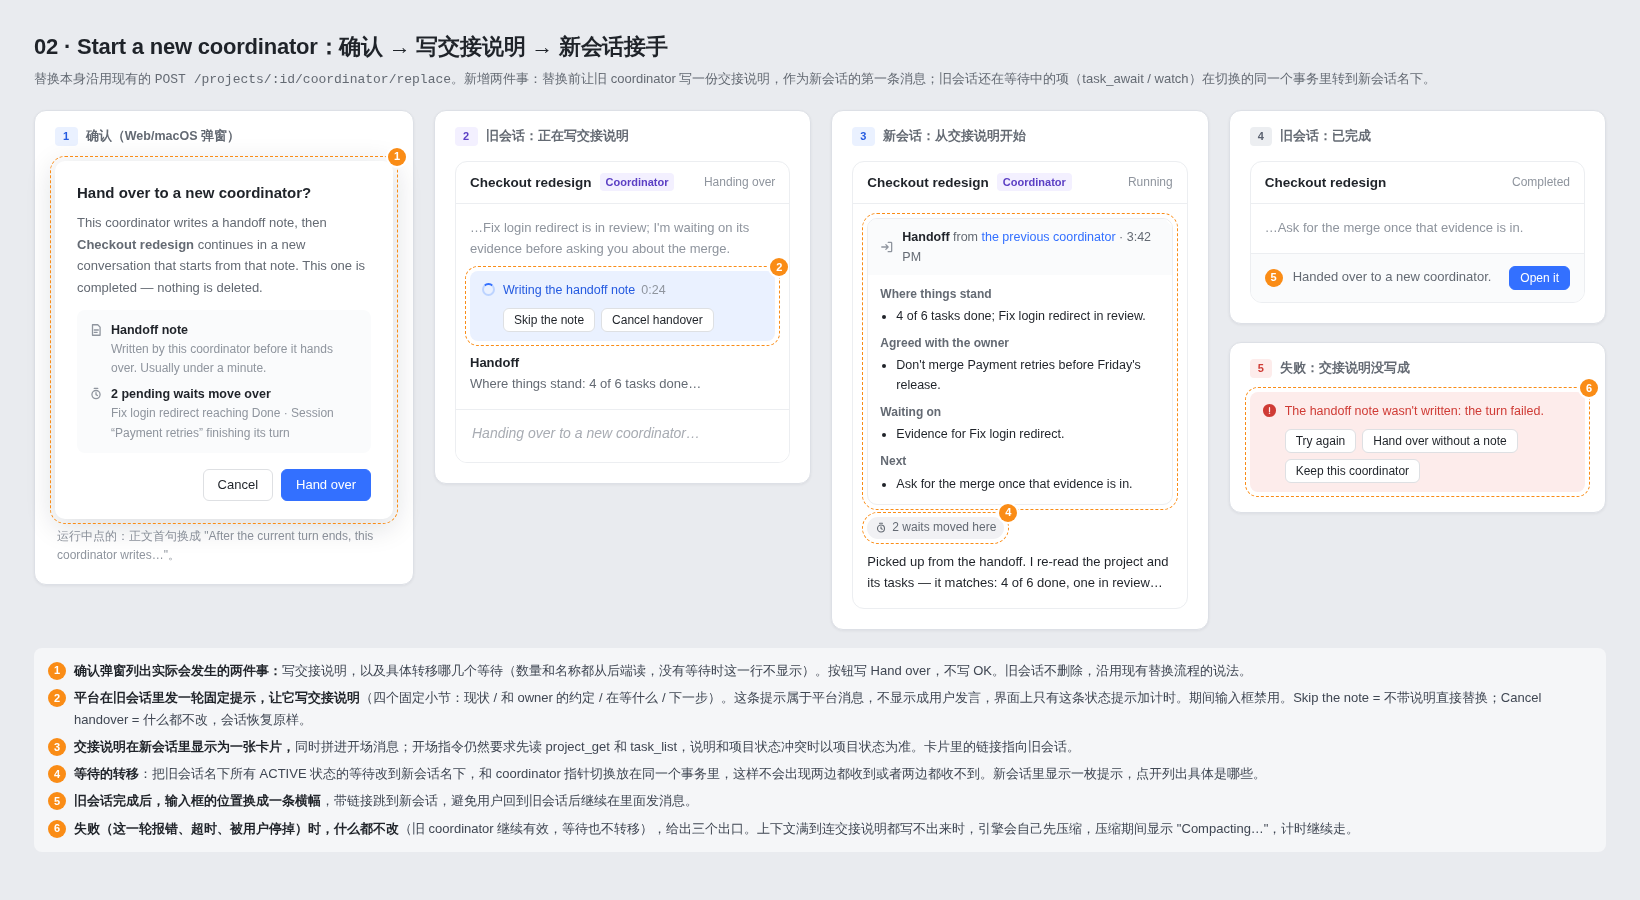 02 · Start a new coordinator：确认 → 写交接说明 → 新会话接手
替换本身沿用现有的 POST /projects/:id/coordinator/replace。新增两件事：替换前让旧 coordinator 写一份交接说明，作为新会话的第一条消息；旧会话还在等待中的项（task_await / watch）在切换的同一个事务里转到新会话名下。
1 确认（Web/macOS 弹窗）
1
Hand over to a new coordinator?
This coordinator writes a handoff note, then
Checkout redesign continues in a new
conversation that starts from that note. This one is
completed — nothing is deleted.
Handoff note
Written by this coordinator before it hands
over. Usually under a minute.
2 pending waits move over
Fix login redirect reaching Done · Session
“Payment retries” finishing its turn
Cancel Hand over
运行中点的：正文首句换成 "After the current turn ends, this
coordinator writes…"。
2 旧会话：正在写交接说明
Checkout redesign Coordinator Handing over
…Fix login redirect is in review; I'm waiting on its
evidence before asking you about the merge.
2
Writing the handoff note 0:24
Skip the note Cancel handover
Handoff
Where things stand: 4 of 6 tasks done…
Handing over to a new coordinator…
3 新会话：从交接说明开始
Checkout redesign Coordinator Running
Handoff from the previous coordinator · 3:42
PM
Where things stand
• 4 of 6 tasks done; Fix login redirect in review.
Agreed with the owner
• Don't merge Payment retries before Friday's
release.
Waiting on
• Evidence for Fix login redirect.
Next
• Ask for the merge once that evidence is in.
4
2 waits moved here
Picked up from the handoff. I re-read the project and
its tasks — it matches: 4 of 6 done, one in review…
4 旧会话：已完成
Checkout redesign Completed
…Ask for the merge once that evidence is in.
5 Handed over to a new coordinator. Open it
5 失败：交接说明没写成
6
The handoff note wasn't written: the turn failed.
Try again Hand over without a note
Keep this coordinator
1 确认弹窗列出实际会发生的两件事：写交接说明，以及具体转移哪几个等待（数量和名称都从后端读，没有等待时这一行不显示）。按钮写 Hand over，不写 OK。旧会话不删除，沿用现有替换流程的说法。
2 平台在旧会话里发一轮固定提示，让它写交接说明（四个固定小节：现状 / 和 owner 的约定 / 在等什么 / 下一步）。这条提示属于平台消息，不显示成用户发言，界面上只有这条状态提示加计时。期间输入框禁用。Skip the note = 不带说明直接替换；Cancel
handover = 什么都不改，会话恢复原样。
3 交接说明在新会话里显示为一张卡片，同时拼进开场消息；开场指令仍然要求先读 project_get 和 task_list，说明和项目状态冲突时以项目状态为准。卡片里的链接指向旧会话。
4 等待的转移：把旧会话名下所有 ACTIVE 状态的等待改到新会话名下，和 coordinator 指针切换放在同一个事务里，这样不会出现两边都收到或者两边都收不到。新会话里显示一枚提示，点开列出具体是哪些。
5 旧会话完成后，输入框的位置换成一条横幅，带链接跳到新会话，避免用户回到旧会话后继续在里面发消息。
6 失败（这一轮报错、超时、被用户停掉）时，什么都不改（旧 coordinator 继续有效，等待也不转移），给出三个出口。上下文满到连交接说明都写不出来时，引擎会自己先压缩，压缩期间显示 "Compacting…"，计时继续走。